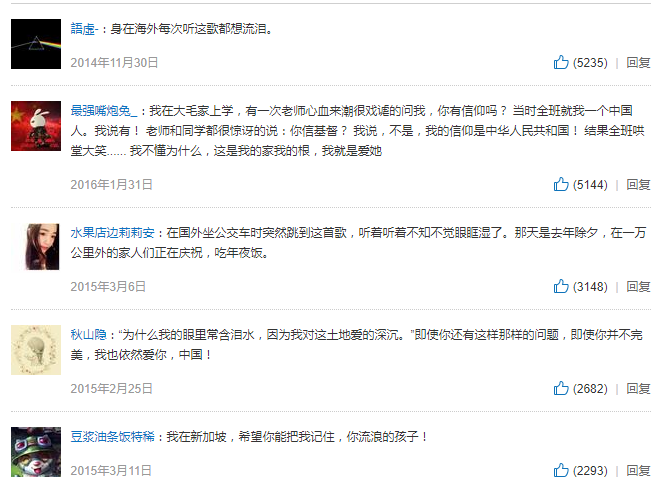 語虛-：身在海外每次听这歌都想流泪。
2014年11月30日 (5235) | 回复
最强嘴炮兔_：我在大毛家上学，有一次老师心血来潮很戏谑的问我，你有信仰吗？ 当时全班就我一个中国
人。我说有！ 老师和同学都很惊讶的说：你信基督？ 我说，不是，我的信仰是中华人民共和国！ 结果全班哄
堂大笑...... 我不懂为什么，这是我的家我的根，我就是爱她
2016年1月31日 (5144) | 回复
水果店边莉莉安：在国外坐公交车时突然跳到这首歌，听着听着不知不觉眼眶湿了。那天是去年除夕，在一万
公里外的家人们正在庆祝，吃年夜饭。
2015年3月6日 (3148) | 回复
秋山隐：“为什么我的眼里常含泪水，因为我对这土地爱的深沉。”即使你还有这样那样的问题，即使你并不完
美，我也依然爱你，中国！
2015年2月25日 (2682) | 回复
豆浆油条饭特稀：我在新加坡，希望你能把我记住，你流浪的孩子！
2015年3月11日 (2293) | 回复